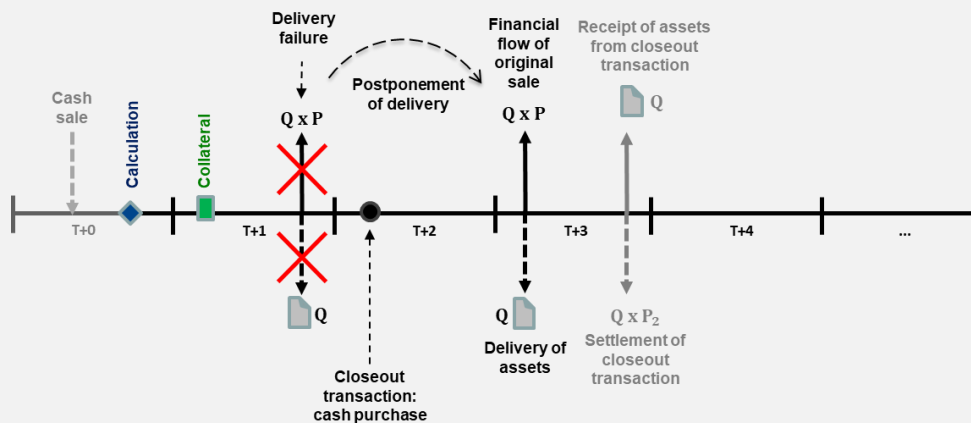 Delivery
failure
Financial
flow of
original
sale
Receipt of assets
from closeout
transaction
Postponement
of delivery
Cash
sale
Calculation
Collateral
Q x P
Q x P
Q
T+0
T+1
T+2
T+3
T+4
...
Q
Q
Q x P₂
Delivery of
assets
Settlement of
closeout
transaction
Closeout
transaction:
cash purchase